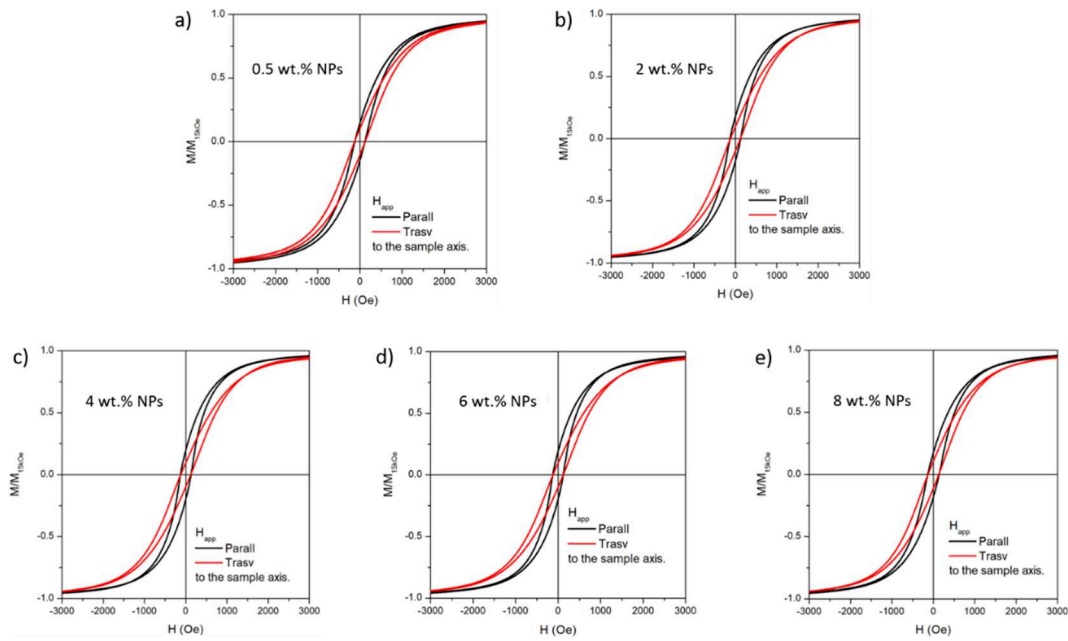 a)
0.5 wt.% NPs
M/M15kOe
1.0
0.5
0.0
-0.5
-1.0
Happ
Parall
Trasv
to the sample axis.
-3000 -2000 -1000 0 1000 2000 3000
H (Oe)
b)
2 wt.% NPs
M/M15kOe
1.0
0.5
0.0
-0.5
-1.0
Happ
Parall
Trasv
to the sample axis.
-3000 -2000 -1000 0 1000 2000 3000
H (Oe)
c)
4 wt.% NPs
M/M15kOe
1.0
0.5
0.0
-0.5
-1.0
Happ
Parall
Trasv
to the sample axis.
-3000 -2000 -1000 0 1000 2000 3000
H (Oe)
d)
6 wt.% NPs
M/M15kOe
1.0
0.5
0.0
-0.5
-1.0
Happ
Parall
Trasv
to the sample axis.
-3000 -2000 -1000 0 1000 2000 3000
H (Oe)
e)
8 wt.% NPs
M/M15kOe
1.0
0.5
0.0
-0.5
-1.0
Happ
Parall
Trasv
to the sample axis.
-3000 -2000 -1000 0 1000 2000 3000
H (Oe)